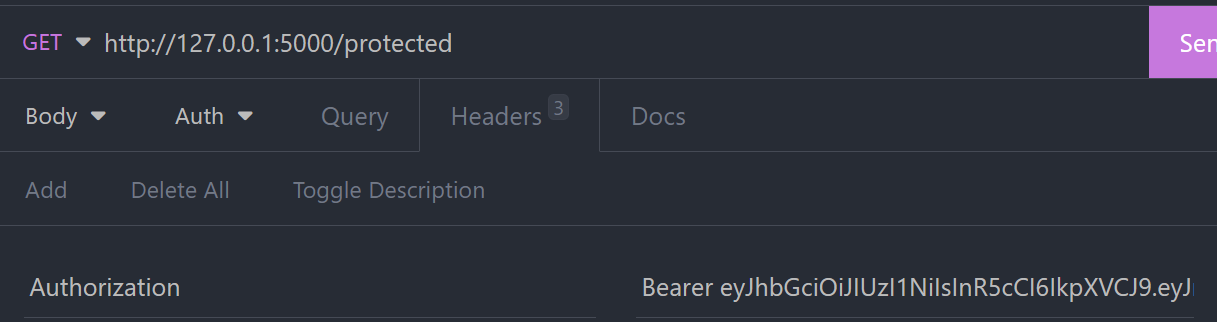 GET http://127.0.0.1:5000/protected Sen
Body Auth Query Headers 3 Docs
Add Delete All Toggle Description
Authorization Bearer eyJhbGciOiJIUzI1NiIsInR5cCI6IkpXVCJ9.eyJ